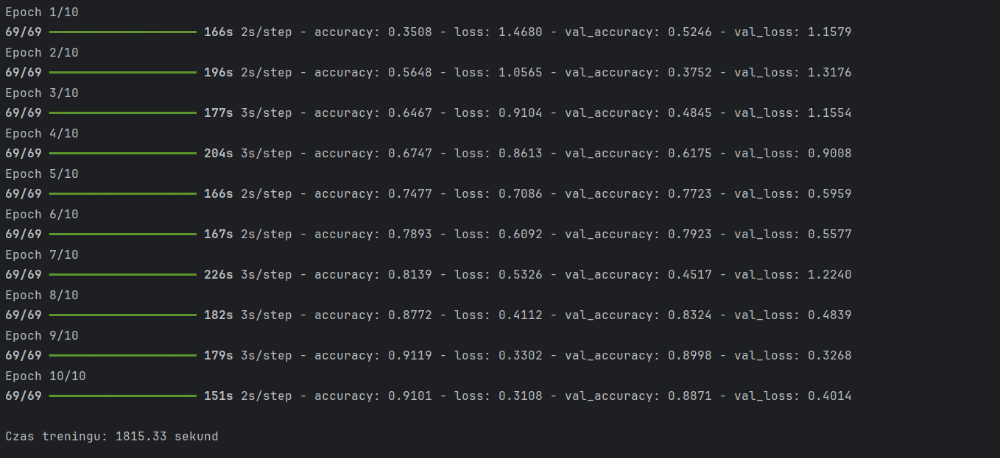 Epoch 1/10
69/69 ━━━━━━━━━━━━━━━━━━━━ 166s 2s/step - accuracy: 0.3508 - loss: 1.4680 - val_accuracy: 0.5246 - val_loss: 1.1579
Epoch 2/10
69/69 ━━━━━━━━━━━━━━━━━━━━ 196s 2s/step - accuracy: 0.5648 - loss: 1.0565 - val_accuracy: 0.3752 - val_loss: 1.3176
Epoch 3/10
69/69 ━━━━━━━━━━━━━━━━━━━━ 177s 3s/step - accuracy: 0.6467 - loss: 0.9104 - val_accuracy: 0.4845 - val_loss: 1.1554
Epoch 4/10
69/69 ━━━━━━━━━━━━━━━━━━━━ 204s 3s/step - accuracy: 0.6747 - loss: 0.8613 - val_accuracy: 0.6175 - val_loss: 0.9008
Epoch 5/10
69/69 ━━━━━━━━━━━━━━━━━━━━ 166s 2s/step - accuracy: 0.7477 - loss: 0.7086 - val_accuracy: 0.7723 - val_loss: 0.5959
Epoch 6/10
69/69 ━━━━━━━━━━━━━━━━━━━━ 167s 2s/step - accuracy: 0.7893 - loss: 0.6092 - val_accuracy: 0.7923 - val_loss: 0.5577
Epoch 7/10
69/69 ━━━━━━━━━━━━━━━━━━━━ 226s 3s/step - accuracy: 0.8139 - loss: 0.5326 - val_accuracy: 0.4517 - val_loss: 1.2240
Epoch 8/10
69/69 ━━━━━━━━━━━━━━━━━━━━ 182s 3s/step - accuracy: 0.8772 - loss: 0.4112 - val_accuracy: 0.8324 - val_loss: 0.4839
Epoch 9/10
69/69 ━━━━━━━━━━━━━━━━━━━━ 179s 3s/step - accuracy: 0.9119 - loss: 0.3302 - val_accuracy: 0.8998 - val_loss: 0.3268
Epoch 10/10
69/69 ━━━━━━━━━━━━━━━━━━━━ 151s 2s/step - accuracy: 0.9101 - loss: 0.3108 - val_accuracy: 0.8871 - val_loss: 0.4014
Czas treningu: 1815.33 sekund